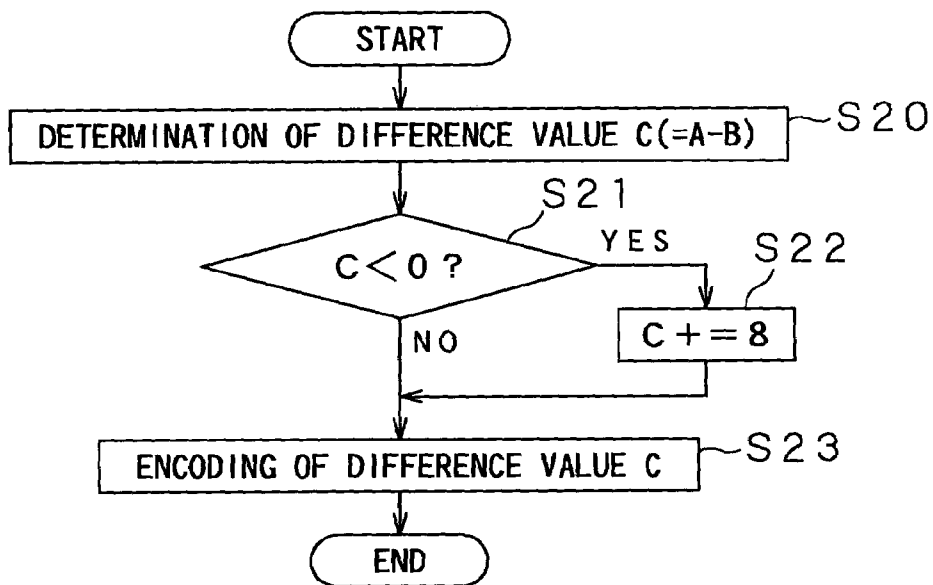 START
DETERMINATION OF DIFFERENCE VALUE C(=A-B)
S20
S21
C<0?
YES
S22
C+=8
NO
ENCODING OF DIFFERENCE VALUE C
S23
END